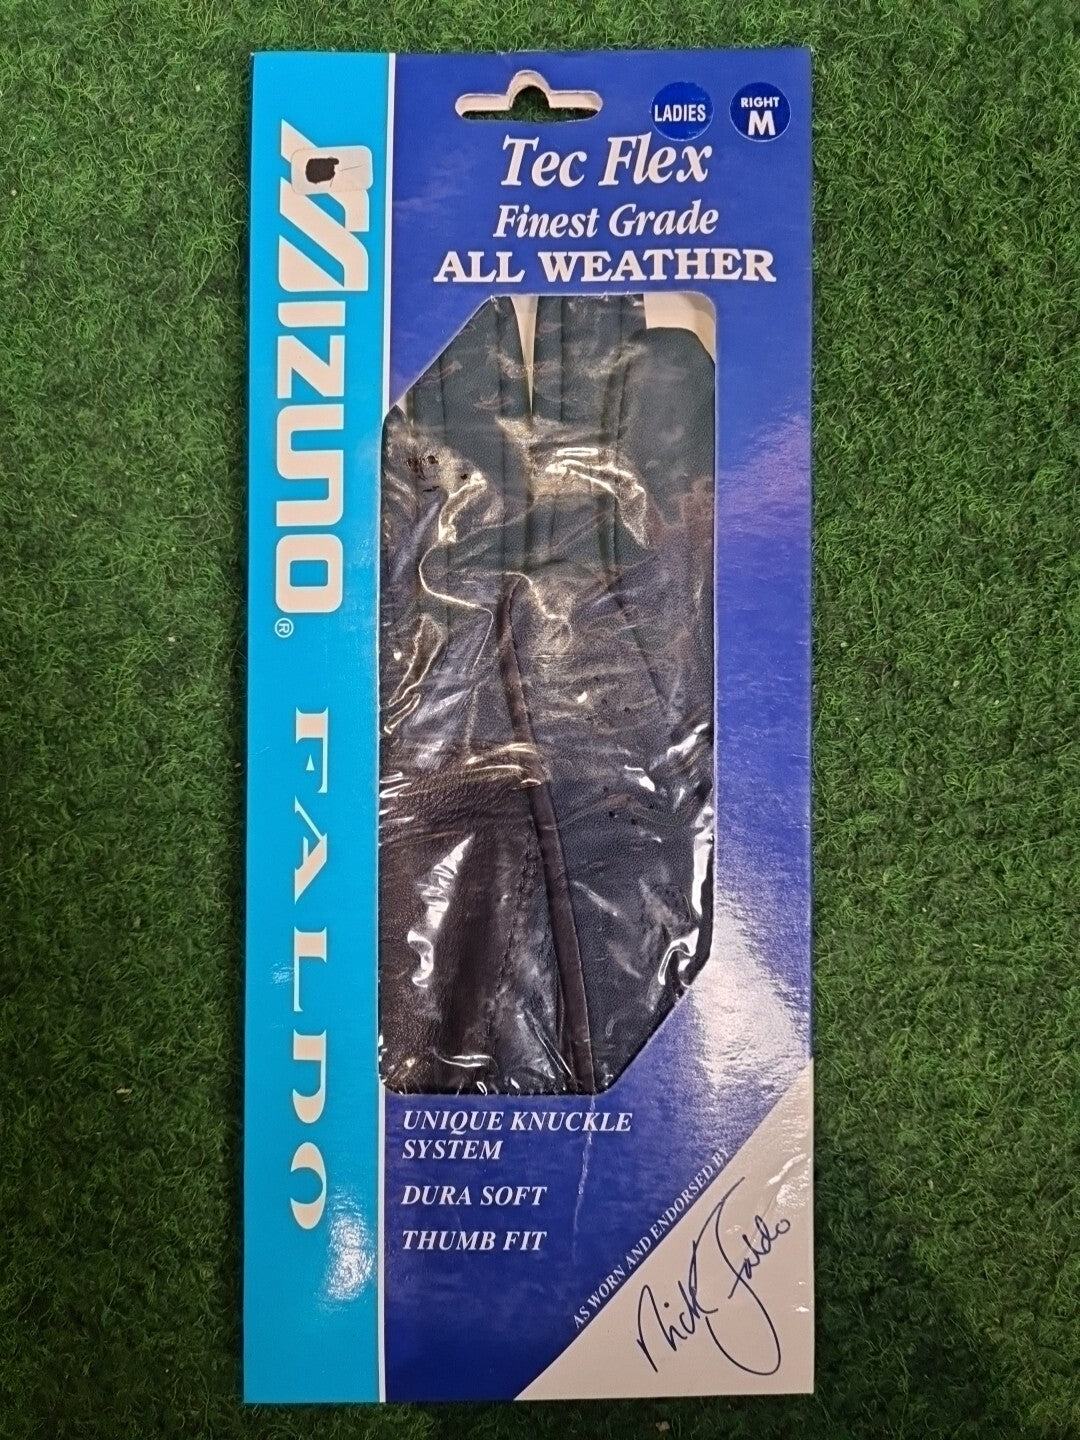 LADIES
RIGHT
M
Tec Flex
Finest Grade
ALL WEATHER
MIZUNO®
FALDO
UNIQUE KNUCKLE
SYSTEM
DURA SOFT
THUMB FIT
AS WORN AND ENDORSED BY
Nick Faldo